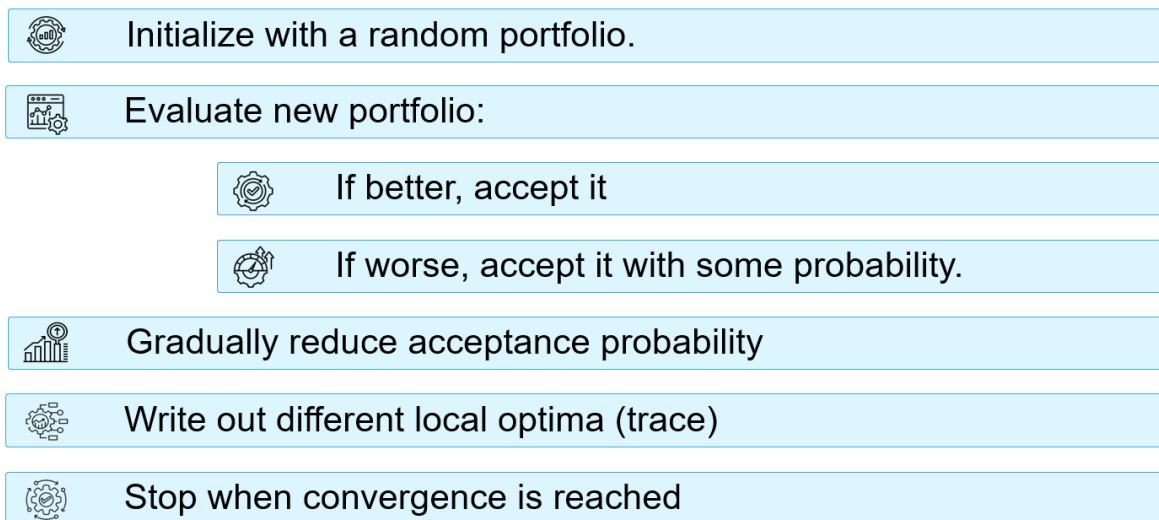 Initialize with a random portfolio.
Evaluate new portfolio:
If better, accept it
If worse, accept it with some probability.
Gradually reduce acceptance probability
Write out different local optima (trace)
Stop when convergence is reached